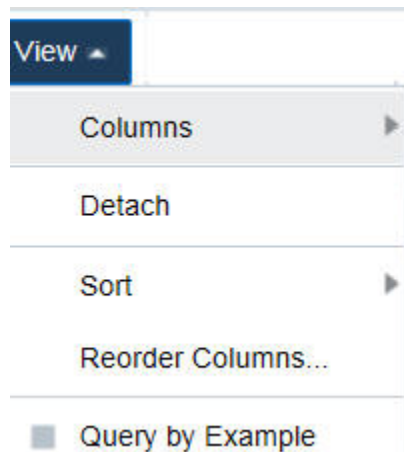 View
Columns
Detach
Sort
Reorder Columns...
Query by Example